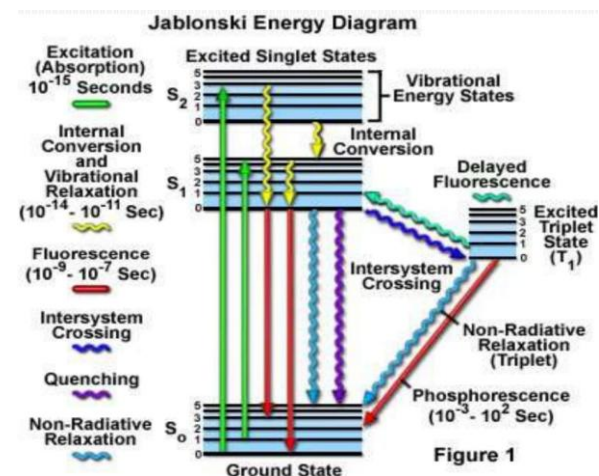 Jablonski Energy Diagram
Excitation
(Absorption)
10-15 Seconds
Internal
Conversion
and
Vibrational
Relaxation
(10-14- 10-11 Sec)
Fluorescence
(10-9- 10-7 Sec)
Intersystem
Crossing
Quenching
Non-Radiative
Relaxation
Excited Singlet States
S2
5
4
3
2
1
0
Vibrational
Energy States
Internal
Conversion
S1
5
4
3
2
1
0
Delayed
Fluorescence
5
4
3
2
1
0
Excited
Triplet
State
(T1)
Intersystem
Crossing
Non-Radiative
Relaxation
(Triplet)
Phosphorescence
(10-3- 102 Sec)
So
5
4
3
2
1
0
Ground State
Figure 1